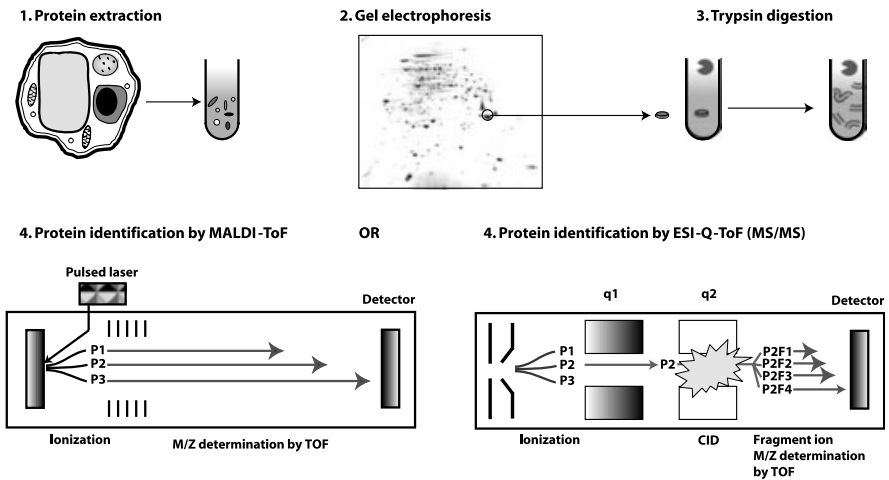 1. Protein extraction
2. Gel electrophoresis
3. Trypsin digestion
4. Protein identification by MALDI-ToF
OR
4. Protein identification by ESI-Q-ToF (MS/MS)
Pulsed laser
Detector
P1
P2
P3
Ionization
M/Z determination by TOF
q1
q2
Detector
P1
P2
P3
P2
P2F1
P2F2
P2F3
P2F4
Ionization
CID
Fragment ion
M/Z determination
by TOF